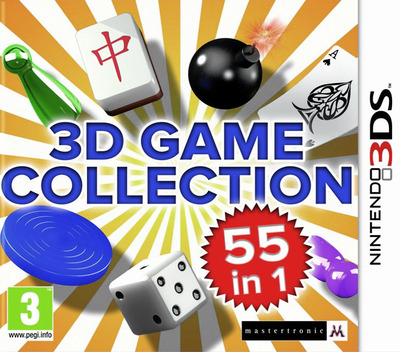 中
A
3D GAME
COLLECTION
55
in 1
3
www.pegi.info
mastertronic M
NINTENDO 3DS